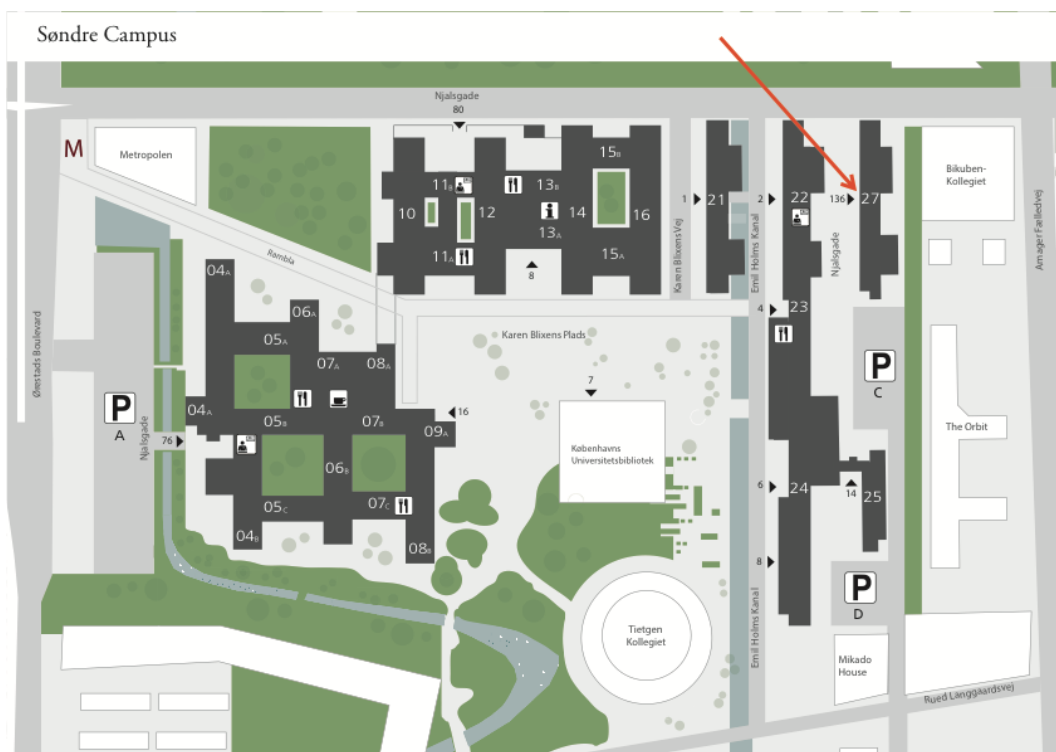 Søndre Campus
Njalsgade
80
M
Metropolen
Rambla
Ørestads Boulevard
P
A
Njalsgade
76
04A
04A
04B
05A
05B
05C
06A
06B
07A
07B
07C
08A
08B
09A
16
10
11B
11A
12
13B
13A
14
15B
15A
16
8
Karen Blixens Plads
7
Københavns
Universitetsbibliotek
Tietgen
Kollegiet
Karen Blixens Vej
1
21
Emil Holms Kanal
2
22
4
23
6
24
8
Emil Holms Kanal
136
27
Njalsgade
14
25
P
C
P
D
Mikado
House
Bikuben-
Kollegiet
The Orbit
Amager Fælledvej
Rued Langgaardsvej